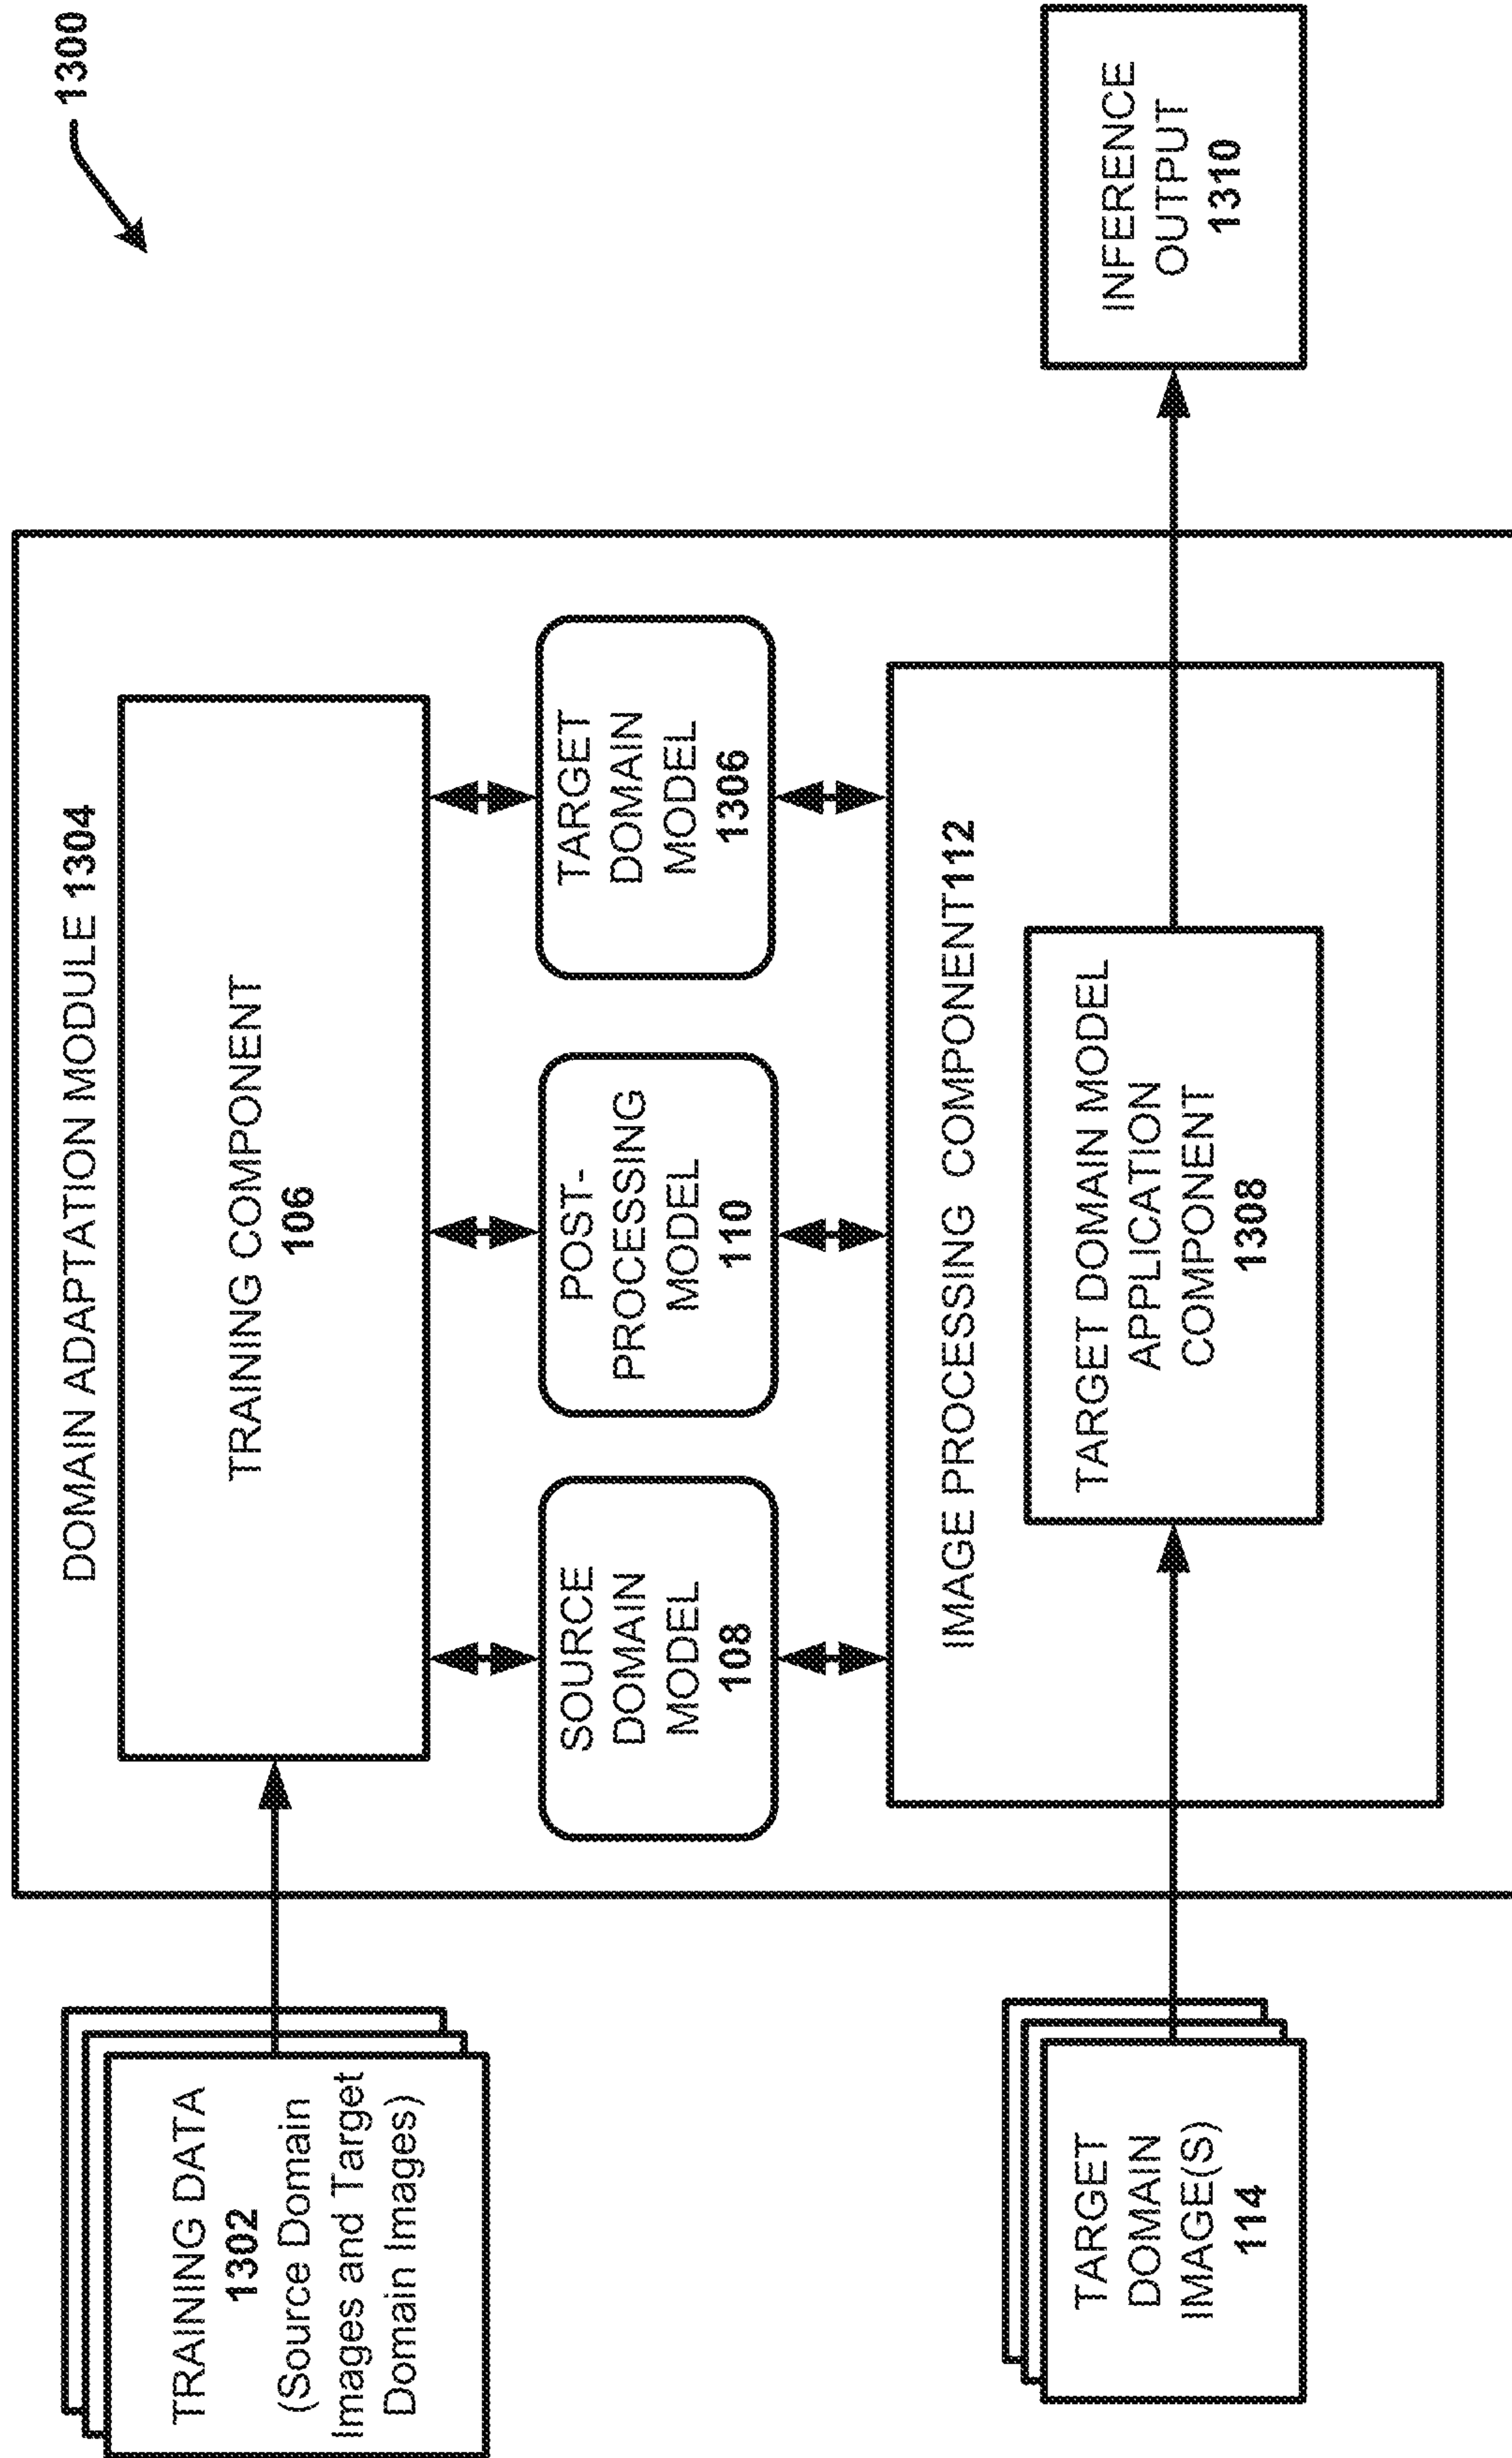 1300
TRAINING DATA
1302
(Source Domain
Images and Target
Domain Images)
DOMAIN ADAPTATION MODULE 1304
TRAINING COMPONENT
106
SOURCE
DOMAIN
MODEL
108
POST-
PROCESSING
MODEL
110
TARGET
DOMAIN
MODEL
1306
IMAGE PROCESSING COMPONENT112
TARGET DOMAIN MODEL
APPLICATION
COMPONENT
1308
TARGET
DOMAIN
IMAGE(S)
114
INFERENCE
OUTPUT
1310